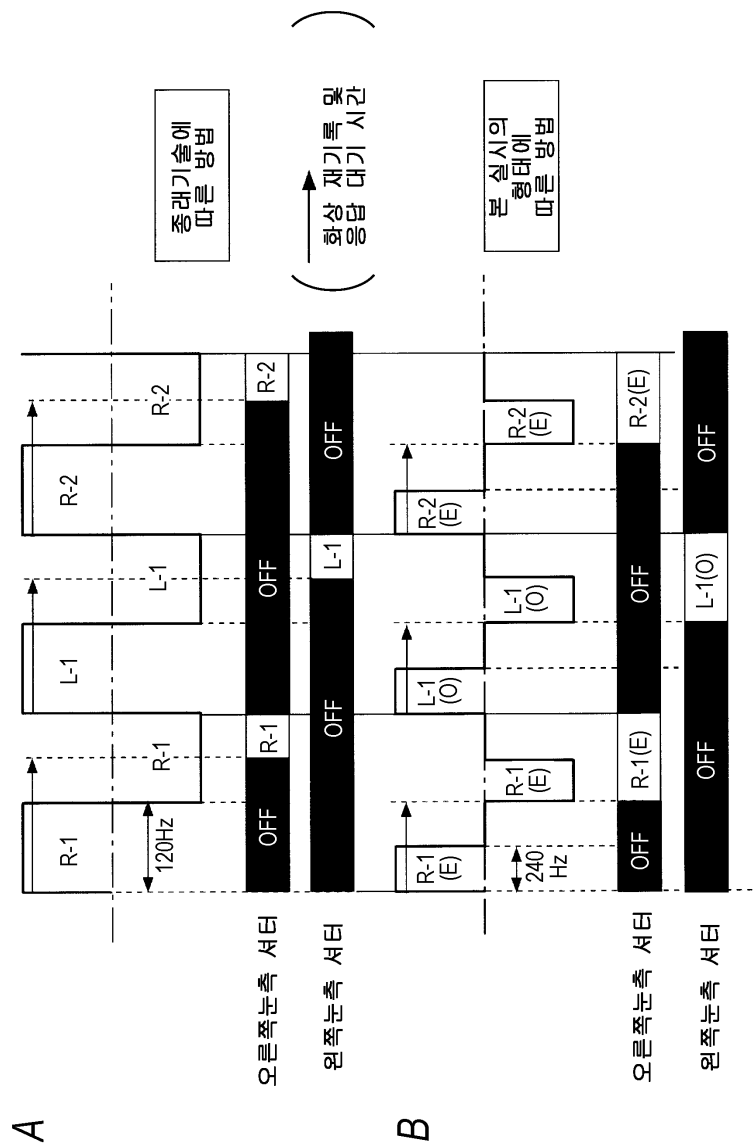 A
R-1
R-1
L-1
L-1
R-2
R-2
120Hz
종래기술에
따른 방법
오른쪽눈측 셔터
OFF
R-1
OFF
R-2
왼쪽눈측 셔터
OFF
L-1
OFF
화상 재기록 및
응답 대기 시간
B
R-1
(E)
R-1
(E)
L-1
(O)
L-1
(O)
R-2
(E)
R-2
(E)
240
Hz
본 실시의
형태에
따른 방법
오른쪽눈측 셔터
OFF
R-1(E)
OFF
R-2(E)
왼쪽눈측 셔터
OFF
L-1(O)
OFF